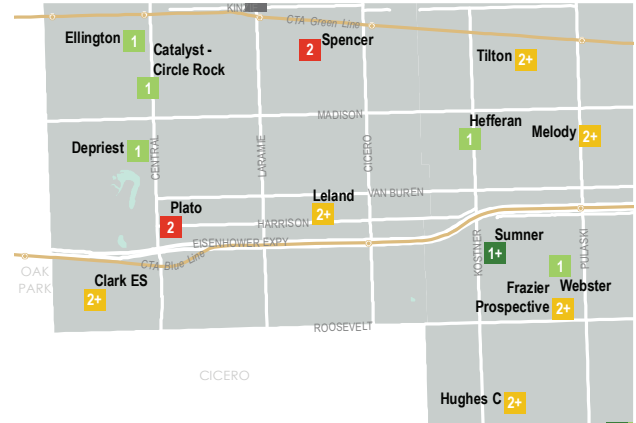 KINZ
CTA Green Line
Ellington
1
Catalyst -
Circle Rock
1
Spencer
2
Tilton
2+
MADISON
Hefferan
1
Melody
2+
Depriest
1
CENTRAL
LARAMIE
CICERO
VAN BUREN
Leland
2+
Plato
2
HARRISON
EISENHOWER EXPY
CTA Blue Line
KOSTNER
PULASKI
Sumner
1+
OAK
PARK
Clark ES
2+
1
Webster
Frazier
Prospective
2+
ROOSEVELT
CICERO
Hughes C
2+